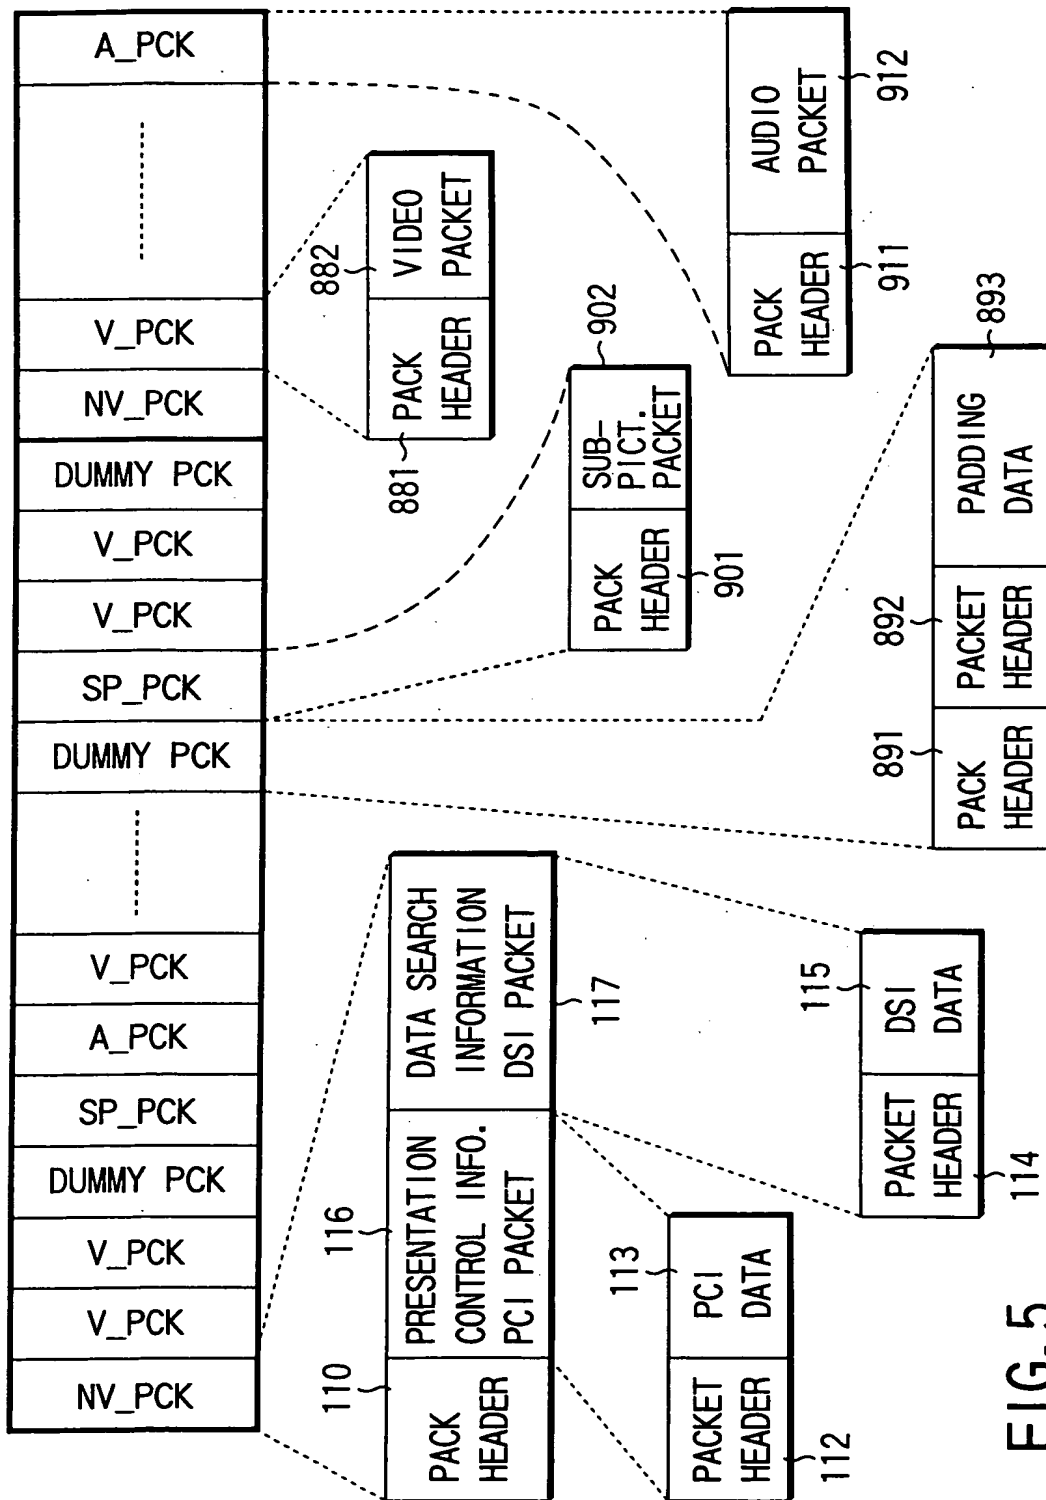 NV_PCK
V_PCK
V_PCK
DUMMY PCK
SP_PCK
A_PCK
V_PCK
DUMMY PCK
SP_PCK
V_PCK
V_PCK
DUMMY PCK
NV_PCK
V_PCK
A_PCK
110
116
PACK
HEADER
PRESENTATION
CONTROL INFO.
PCI PACKET
DATA SEARCH
INFORMATION
DSI PACKET
117
881
882
PACK
HEADER
VIDEO
PACKET
PACK
HEADER
SUB-
PICT.
PACKET
901
902
113
PACKET
HEADER
PCI
DATA
112
PACK
HEADER
AUDIO
PACKET
911
912
115
PACKET
HEADER
DSI
DATA
114
891
892
893
PACK
HEADER
PACKET
HEADER
PADDING
DATA
FIG. 5